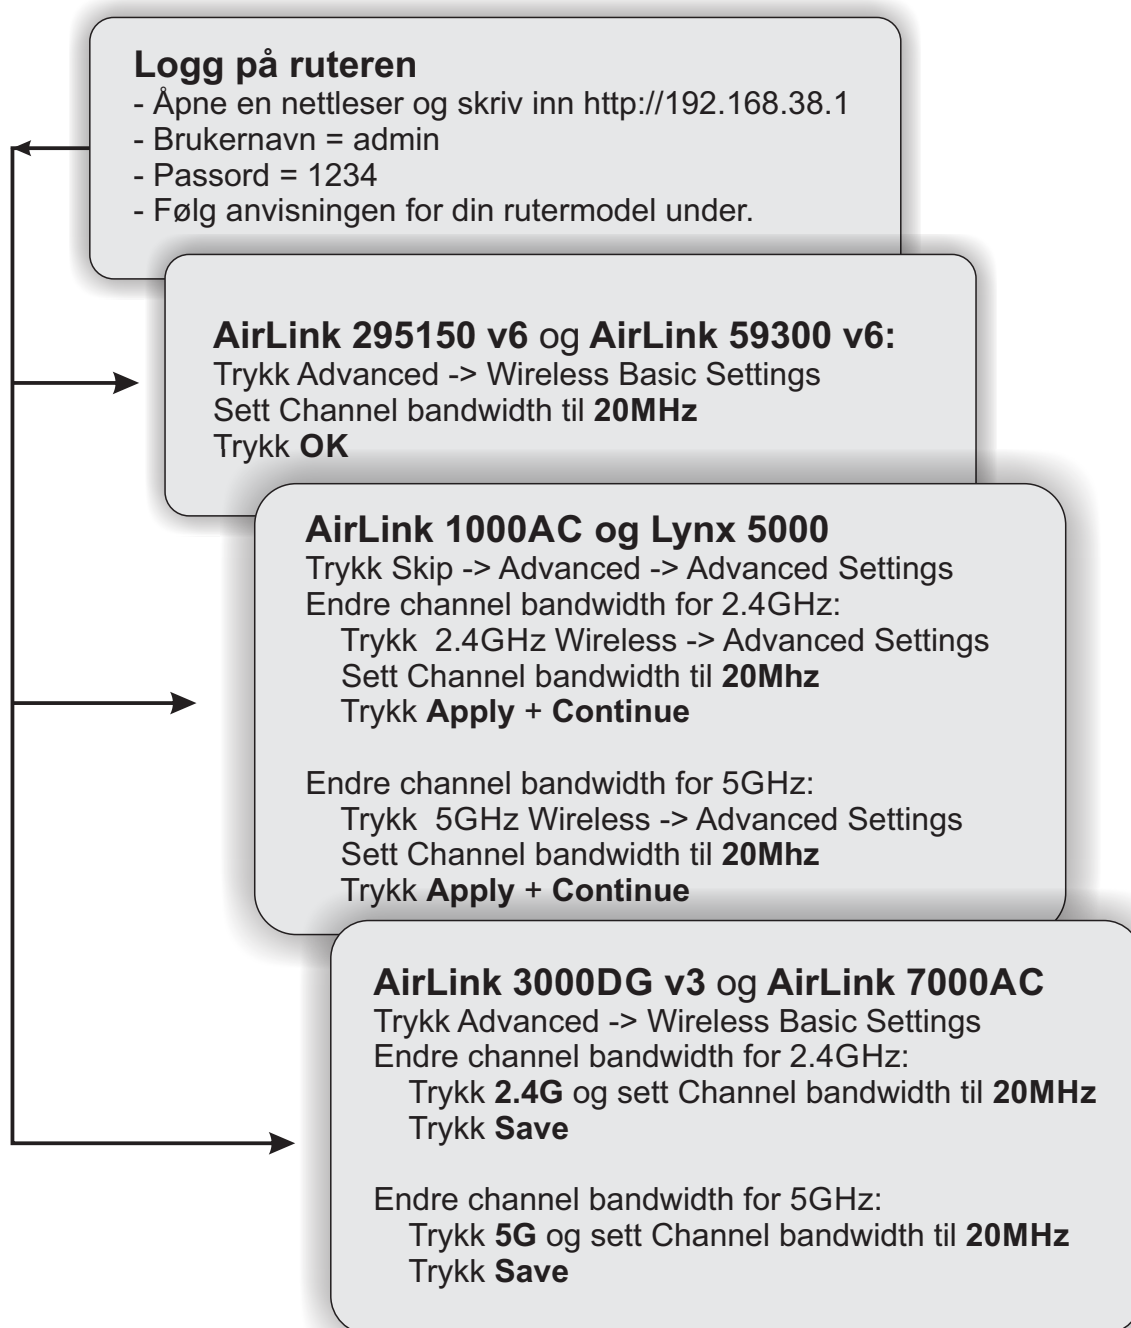 Logg på ruteren
- Åpne en nettleser og skriv inn http://192.168.38.1
- Brukernavn = admin
- Passord = 1234
- Følg anvisningen for din rutermodel under.
AirLink 295150 v6 og AirLink 59300 v6:
Trykk Advanced -> Wireless Basic Settings
Sett Channel bandwidth til 20MHz
Trykk OK
AirLink 1000AC og Lynx 5000
Trykk Skip -> Advanced -> Advanced Settings
Endre channel bandwidth for 2.4GHz:
Trykk  2.4GHz Wireless -> Advanced Settings
Sett Channel bandwidth til 20Mhz
Trykk Apply + Continue
Endre channel bandwidth for 5GHz:
Trykk  5GHz Wireless -> Advanced Settings
Sett Channel bandwidth til 20Mhz
Trykk Apply + Continue
AirLink 3000DG v3 og AirLink 7000AC
Trykk Advanced -> Wireless Basic Settings
Endre channel bandwidth for 2.4GHz:
Trykk 2.4G og sett Channel bandwidth til 20MHz
Trykk Save
Endre channel bandwidth for 5GHz:
Trykk 5G og sett Channel bandwidth til 20MHz
Trykk Save